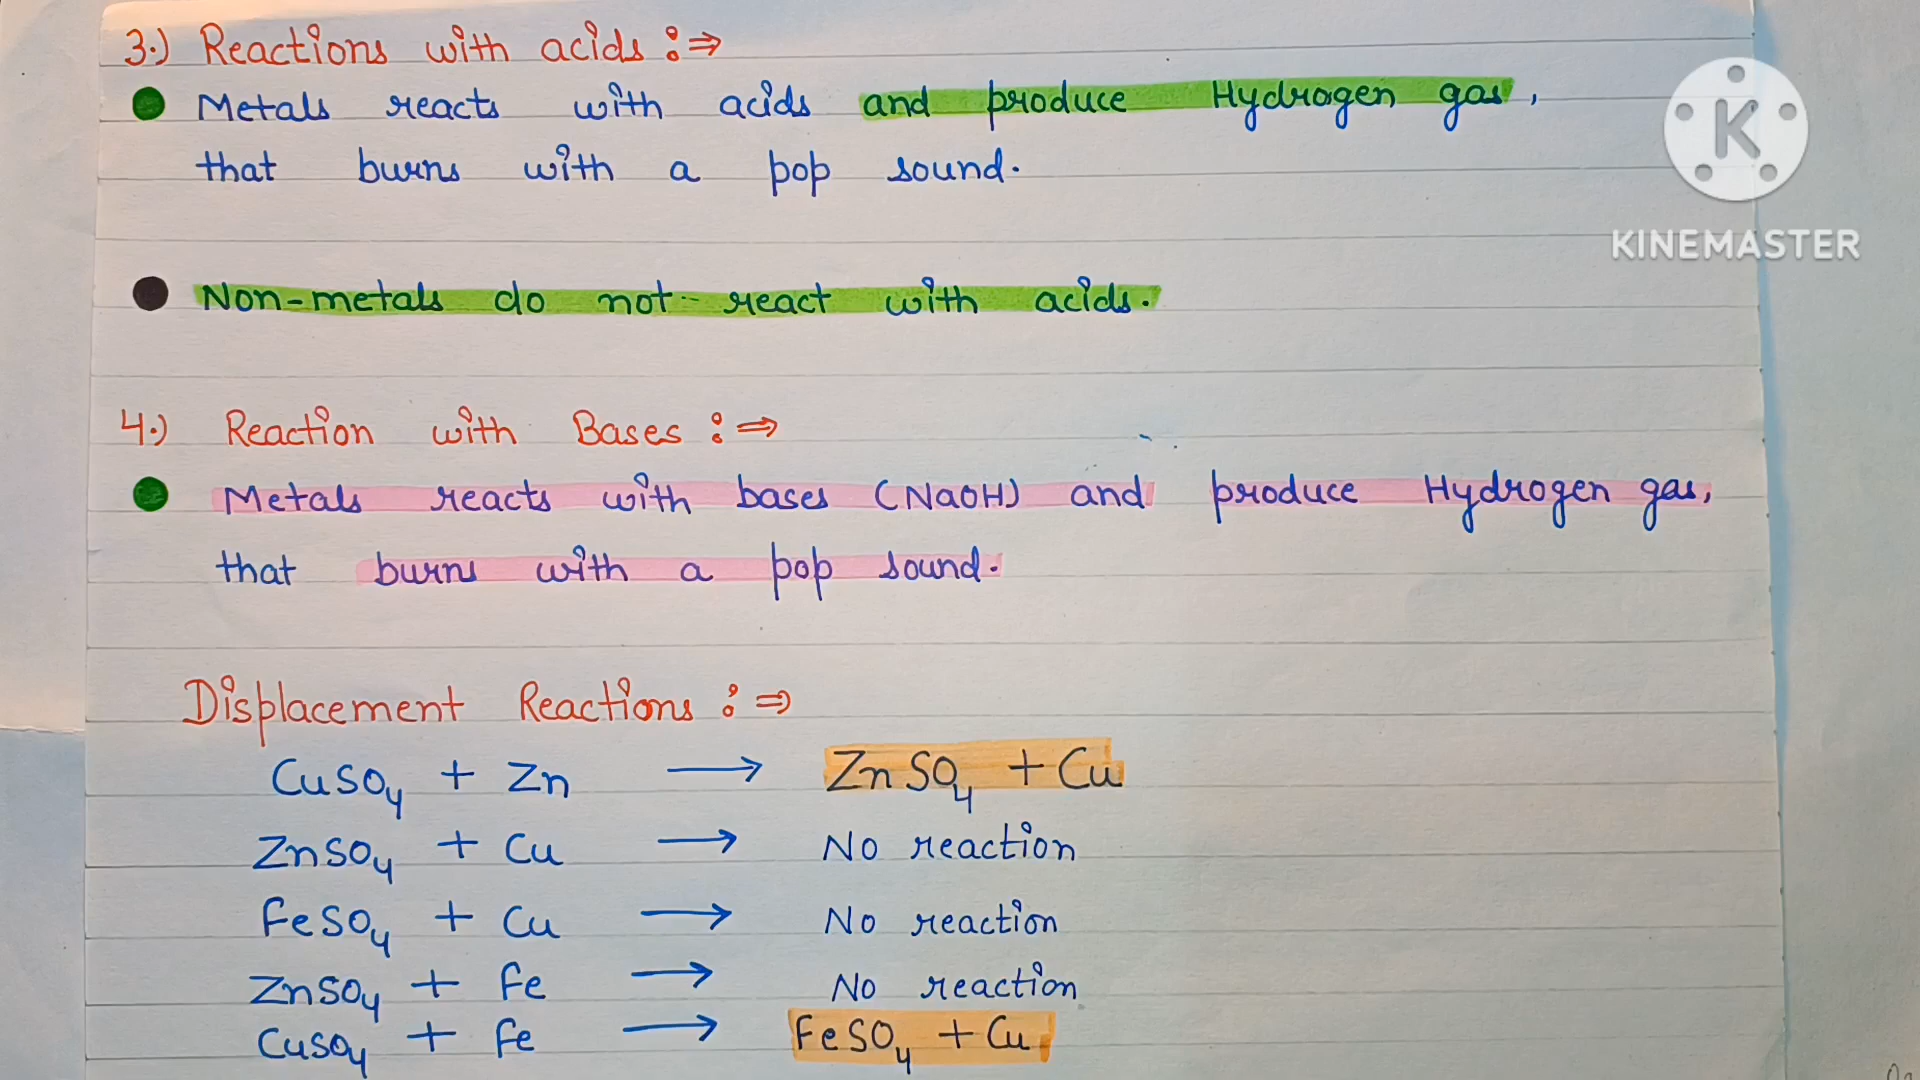 3.) Reactions with acids :⇒
Metals reacts with acids and produce Hydrogen gas,
that burns with a pop sound.
KINEMASTER
Non-metals do not react with acids.
4.) Reaction with Bases :⇒
Metals reacts with bases (NaOH) and produce Hydrogen gas,
that burns with a pop sound.
Displacement Reactions :⇒
CuSO₄ + Zn → ZnSO₄ + Cu
ZnSO₄ + Cu → No reaction
FeSO₄ + Cu → No reaction
ZnSO₄ + Fe → No reaction
CuSO₄ + Fe → FeSO₄ + Cu